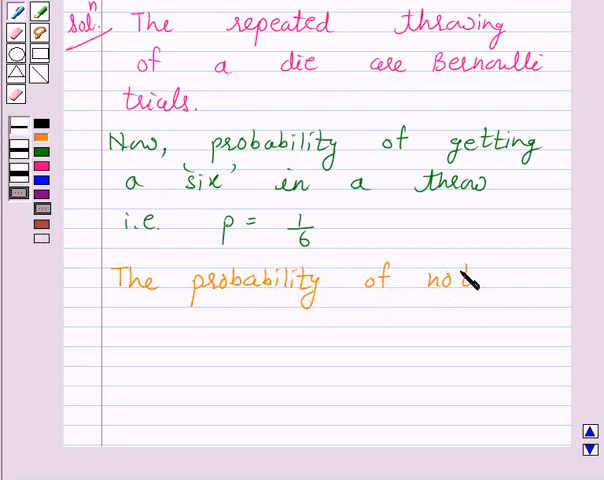 solⁿ. The repeated throwing
of a die are Bernoulli
trials.
Now, probability of getting
a 'six' in a throw
i.e. p = 1/6
The probability of not